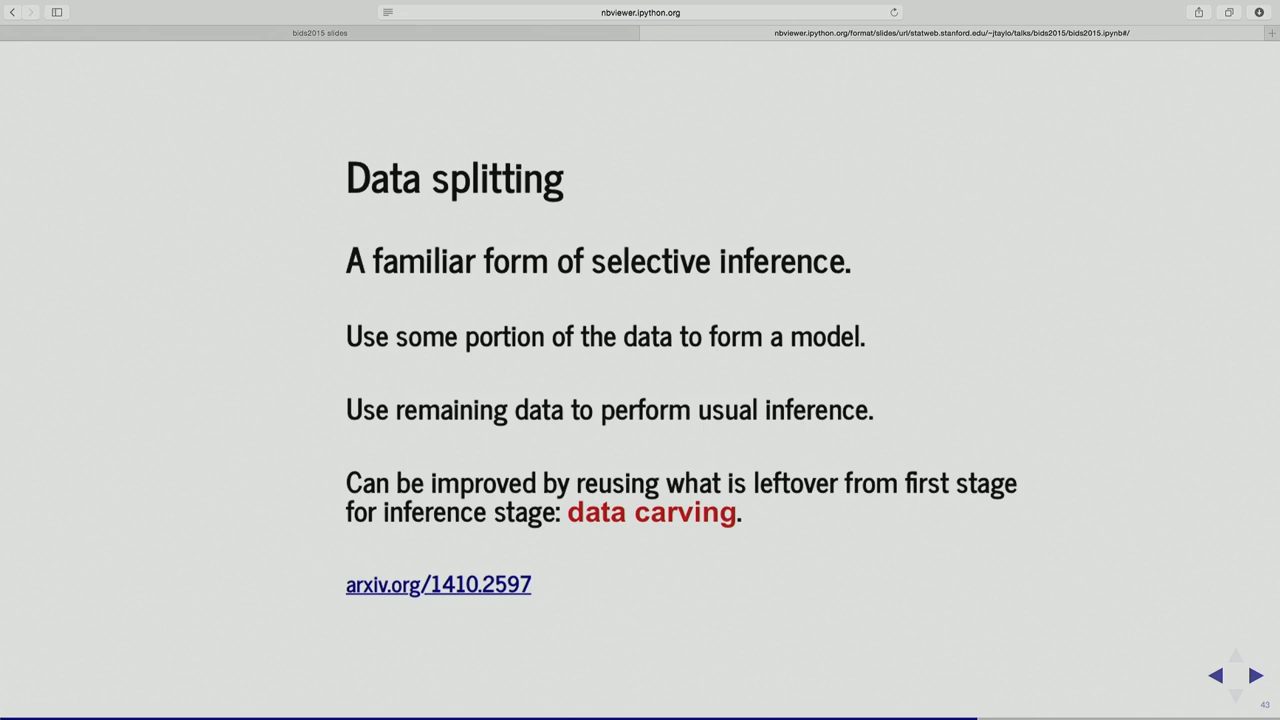 nbviewer.ipython.org
bids2015 slides
nbviewer.ipython.org/format/slides/url/statweb.stanford.edu/~jtaylo/talks/bids2015/bids2015.ipynb#/
Data splitting
A familiar form of selective inference.
Use some portion of the data to form a model.
Use remaining data to perform usual inference.
Can be improved by reusing what is leftover from first stage
for inference stage: data carving.
arxiv.org/1410.2597
43